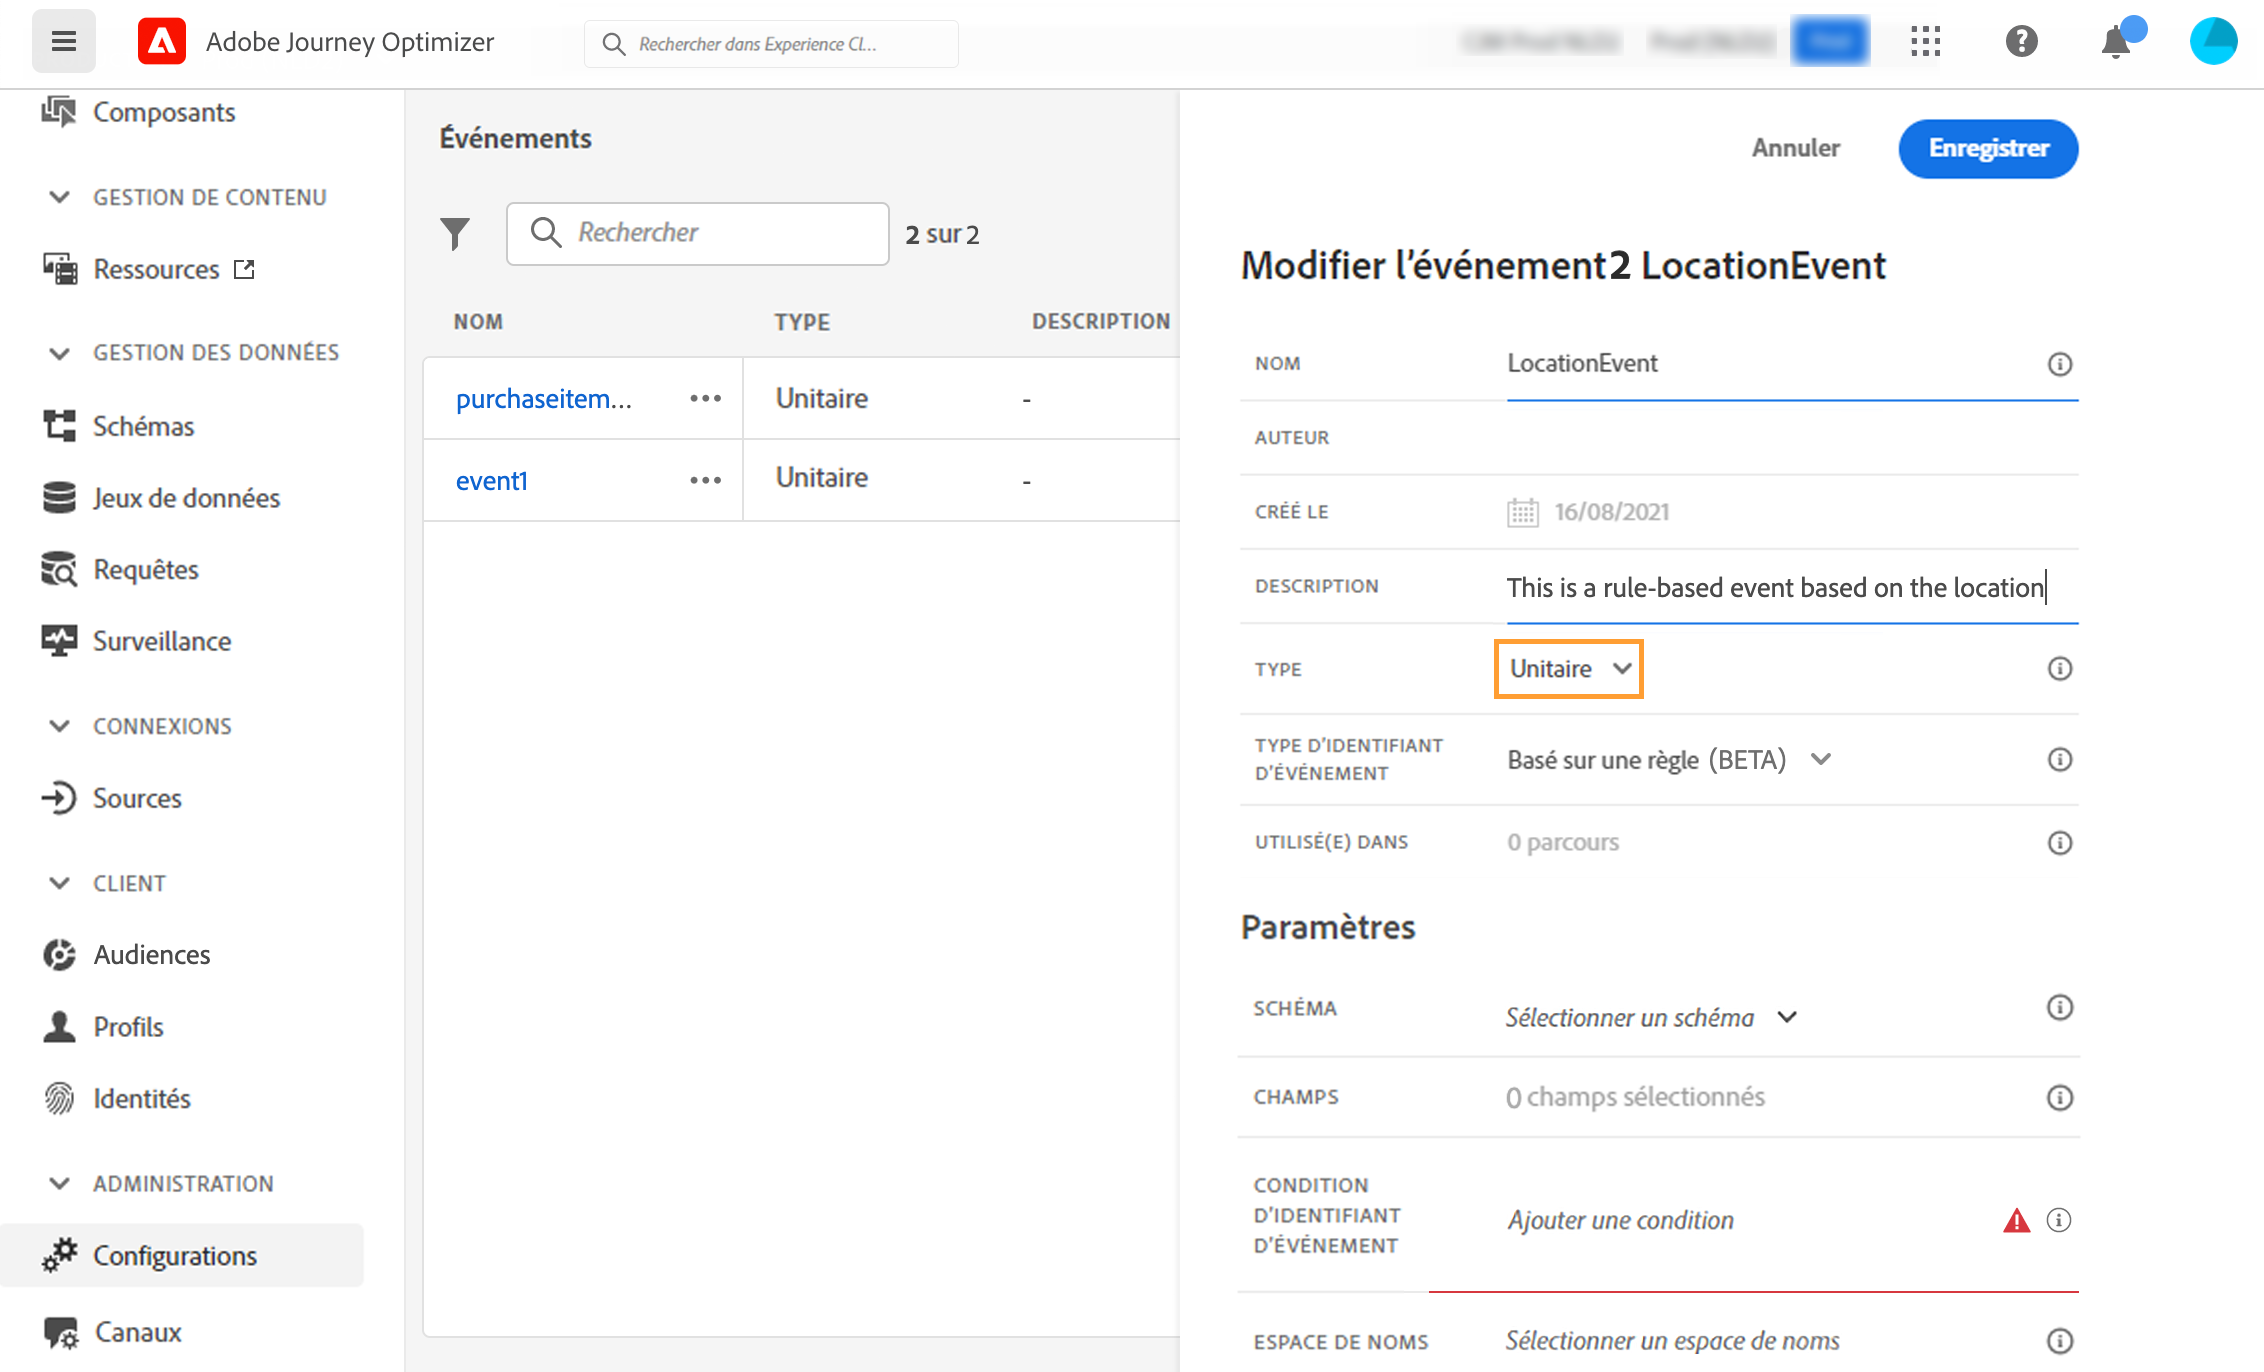 Adobe Journey Optimizer
Rechercher dans Experience Cl...
Composants
GESTION DE CONTENU
Ressources
GESTION DES DONNÉES
Schémas
Jeux de données
Requêtes
Surveillance
CONNEXIONS
Sources
CLIENT
Audiences
Profils
Identités
ADMINISTRATION
Configurations
Canaux
Événements
Rechercher
2 sur 2
NOM TYPE DESCRIPTION
purchaseitem... Unitaire -
event1 Unitaire -
Annuler
Enregistrer
Modifier l'événement2 LocationEvent
NOM LocationEvent
AUTEUR
CRÉÉ LE 16/08/2021
DESCRIPTION This is a rule-based event based on the location
TYPE Unitaire
TYPE D'IDENTIFIANT
D'ÉVÉNEMENT
Basé sur une règle (BETA)
UTILISÉ(E) DANS 0 parcours
Paramètres
SCHÉMA Sélectionner un schéma
CHAMPS 0 champs sélectionnés
CONDITION
D'IDENTIFIANT
D'ÉVÉNEMENT
Ajouter une condition
ESPACE DE NOMS Sélectionner un espace de noms